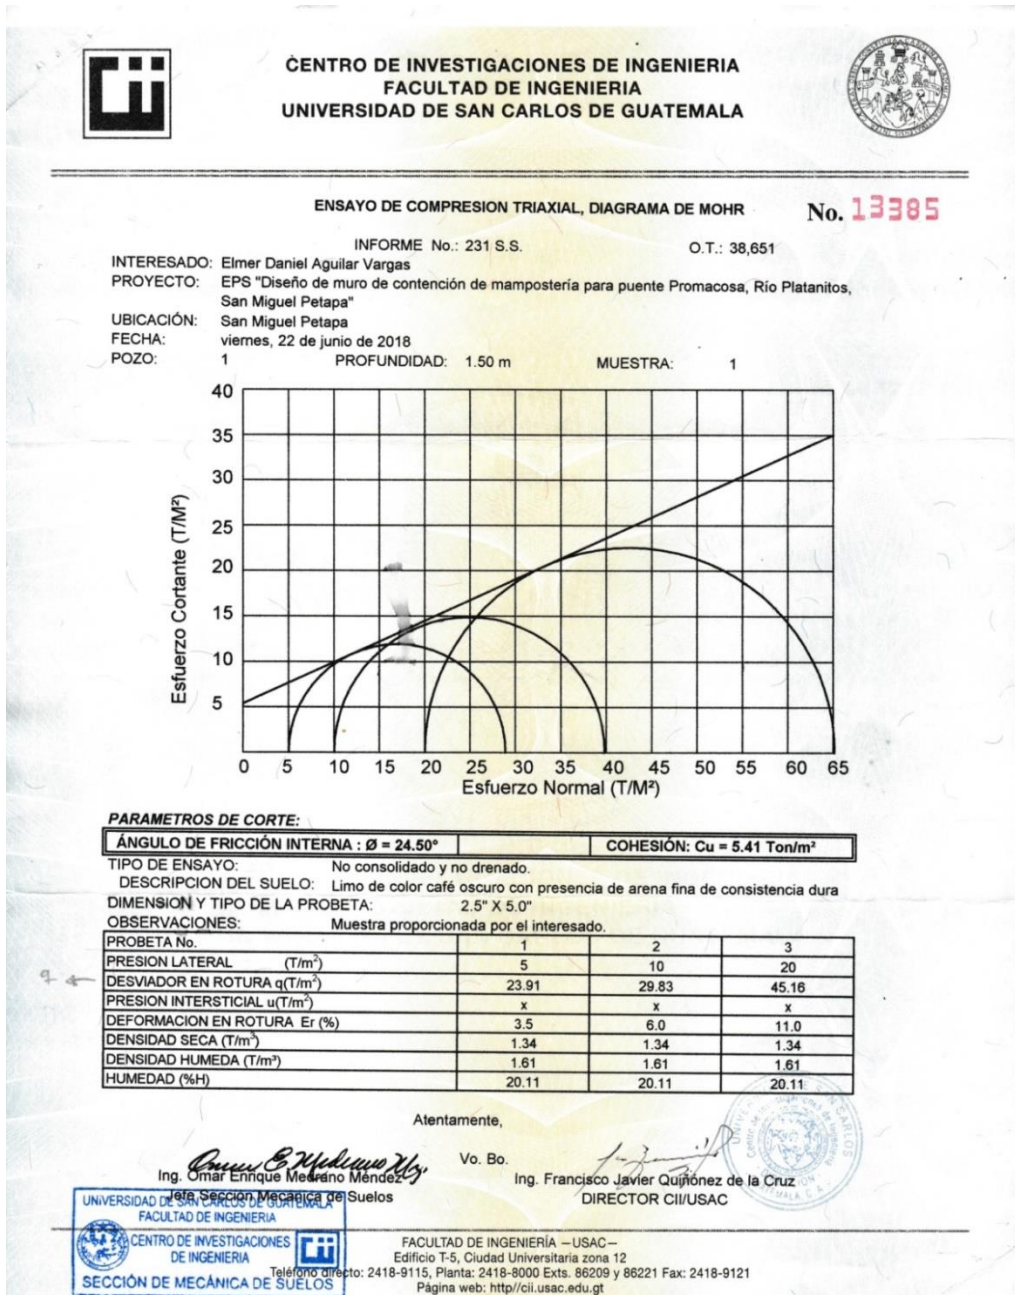 CENTRO DE INVESTIGACIONES DE INGENIERIA
FACULTAD DE INGENIERIA
UNIVERSIDAD DE SAN CARLOS DE GUATEMALA
ENSAYO DE COMPRESION TRIAXIAL, DIAGRAMA DE MOHR No. 13385
INFORME No.: 231 S.S. O.T.: 38,651
INTERESADO: Elmer Daniel Aguilar Vargas
PROYECTO: EPS "Diseño de muro de contención de mampostería para puente Promacosa, Río Platanitos,
San Miguel Petapa"
UBICACIÓN: San Miguel Petapa
FECHA: viernes, 22 de junio de 2018
POZO: 1 PROFUNDIDAD: 1.50 m MUESTRA: 1
Esfuerzo Cortante (T/M²)
40
35
30
25
20
15
10
5
0 5 10 15 20 25 30 35 40 45 50 55 60 65
Esfuerzo Normal (T/M²)
PARAMETROS DE CORTE:
ÁNGULO DE FRICCIÓN INTERNA : Ø = 24.50° COHESIÓN: Cu = 5.41 Ton/m²
TIPO DE ENSAYO: No consolidado y no drenado.
DESCRIPCION DEL SUELO: Limo de color café oscuro con presencia de arena fina de consistencia dura
DIMENSION Y TIPO DE LA PROBETA: 2.5" X 5.0"
OBSERVACIONES: Muestra proporcionada por el interesado.
PROBETA No. 1 2 3
PRESION LATERAL (T/m²) 5 10 20
DESVIADOR EN ROTURA q(T/m²) 23.91 29.83 45.16
PRESION INTERSTICIAL u(T/m²) x x x
DEFORMACION EN ROTURA Er (%) 3.5 6.0 11.0
DENSIDAD SECA (T/m³) 1.34 1.34 1.34
DENSIDAD HUMEDA (T/m³) 1.61 1.61 1.61
HUMEDAD (%H) 20.11 20.11 20.11
Atentamente,
Vo. Bo.
Ing. Omar Enrique Medrano Méndez
Jefe Sección Mecánica de Suelos
Ing. Francisco Javier Quiñónez de la Cruz
DIRECTOR CII/USAC
UNIVERSIDAD DE SAN CARLOS DE GUATEMALA
FACULTAD DE INGENIERIA
CENTRO DE INVESTIGACIONES
DE INGENIERIA
SECCIÓN DE MECÁNICA DE SUELOS
FACULTAD DE INGENIERÍA —USAC—
Edificio T-5, Ciudad Universitaria zona 12
Teléfono directo: 2418-9115, Planta: 2418-8000 Exts. 86209 y 86221 Fax: 2418-9121
Página web: http//cii.usac.edu.gt